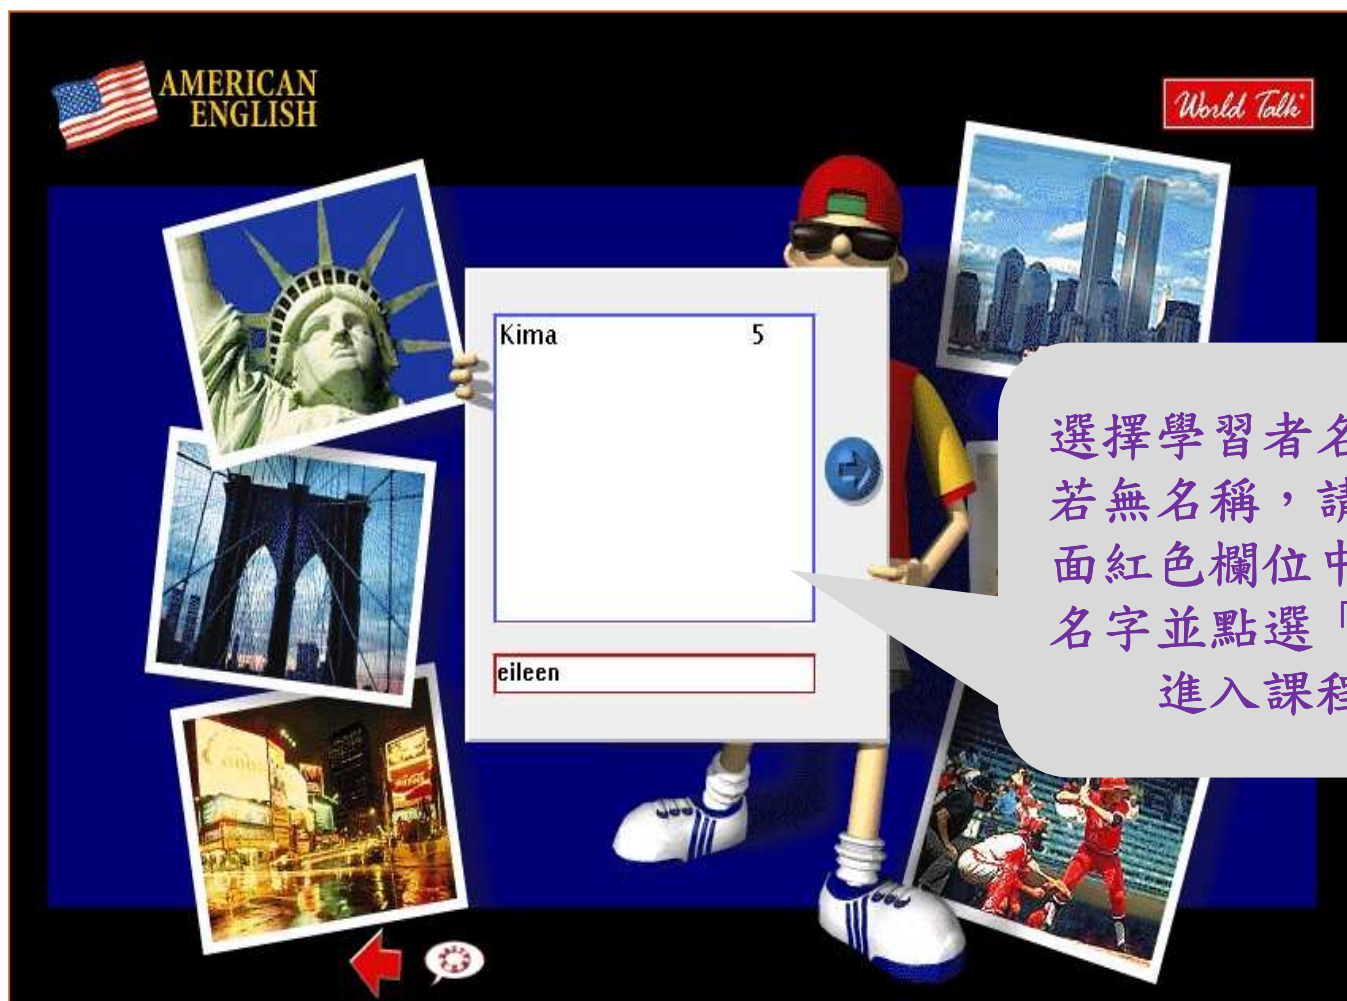 AMERICAN
ENGLISH
World Talk
Kima 5
eileen
選擇學習者名
若無名稱，請
面紅色欄位中
名字並點選「
進入課程